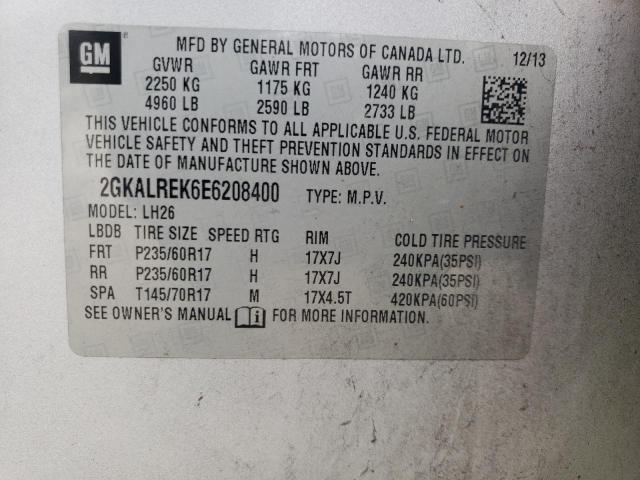 GM
MFD BY GENERAL MOTORS OF CANADA LTD. 12/13
GVWR GAWR FRT GAWR RR
2250 KG 1175 KG 1240 KG
4960 LB 2590 LB 2733 LB
THIS VEHICLE CONFORMS TO ALL APPLICABLE U.S. FEDERAL MOTOR
VEHICLE SAFETY AND THEFT PREVENTION STANDARDS IN EFFECT ON
THE DATE OF MANUFACTURE SHOWN ABOVE.
2GKALREK6E6208400 TYPE: M.P.V.
MODEL: LH26
LBDB TIRE SIZE SPEED RTG RIM COLD TIRE PRESSURE
FRT P235/60R17 H 17X7J 240KPA(35PSI)
RR P235/60R17 H 17X7J 240KPA(35PSI)
SPA T145/70R17 M 17X4.5T 420KPA(60PSI)
SEE OWNER'S MANUAL i FOR MORE INFORMATION.